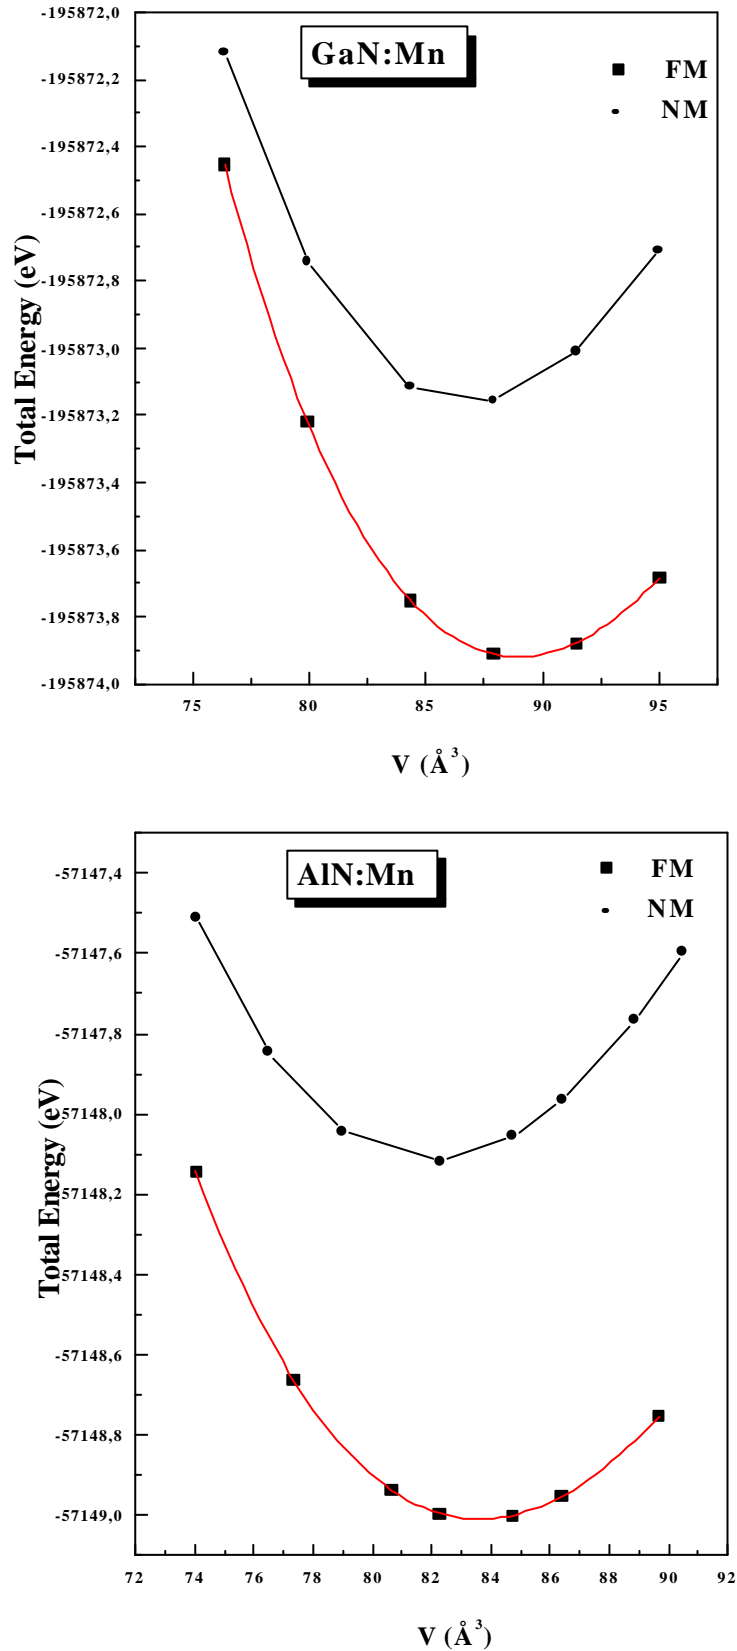 GaN:Mn
FM
NM
Total Energy (eV)
-195872,0
-195872,2
-195872,4
-195872,6
-195872,8
-195873,0
-195873,2
-195873,4
-195873,6
-195873,8
-195874,0
75 80 85 90 95
V (Å³)
AlN:Mn
FM
NM
Total Energy (eV)
-57147,4
-57147,6
-57147,8
-57148,0
-57148,2
-57148,4
-57148,6
-57148,8
-57149,0
72 74 76 78 80 82 84 86 88 90 92
V (Å³)